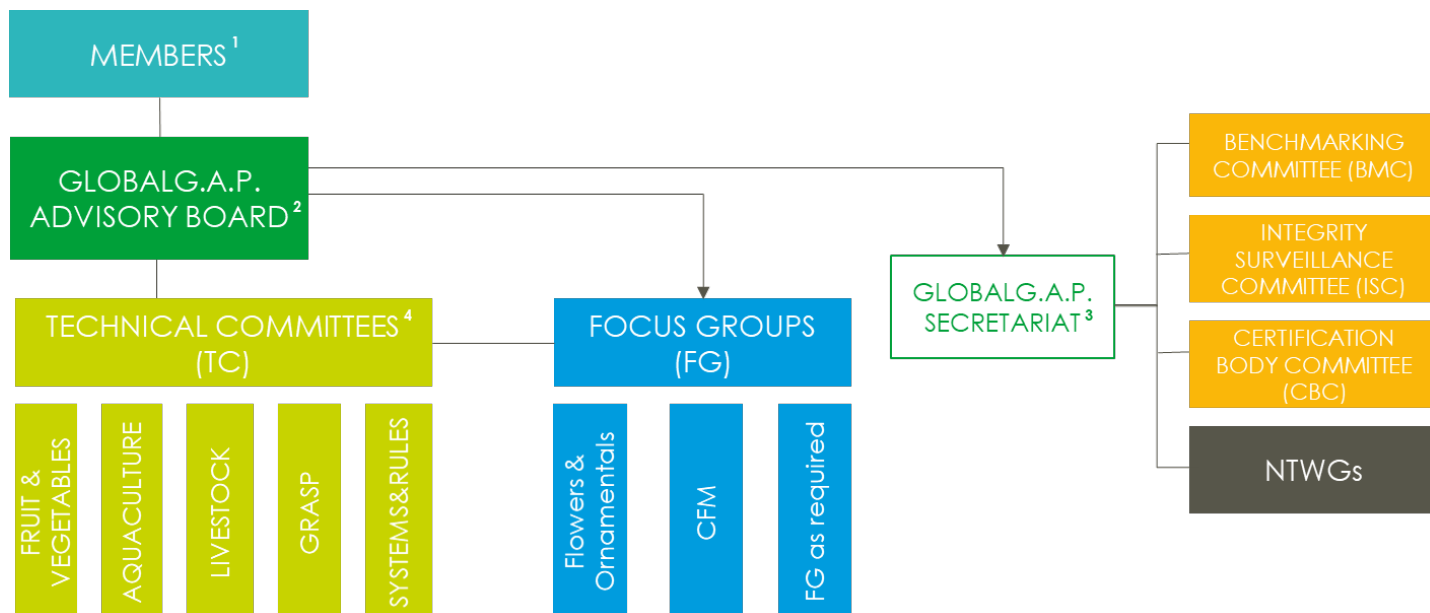 MEMBERS ¹
GLOBALG.A.P.
ADVISORY BOARD ²
TECHNICAL COMMITTEES ⁴
(TC)
FRUIT &
VEGETABLES
AQUACULTURE
LIVESTOCK
GRASP
SYSTEMS&RULES
FOCUS GROUPS
(FG)
Flowers &
Ornamentals
CFM
FG as required
GLOBALG.A.P.
SECRETARIAT ³
BENCHMARKING
COMMITTEE (BMC)
INTEGRITY
SURVEILLANCE
COMMITTEE (ISC)
CERTIFICATION
BODY COMMITTEE
(CBC)
NTWGs